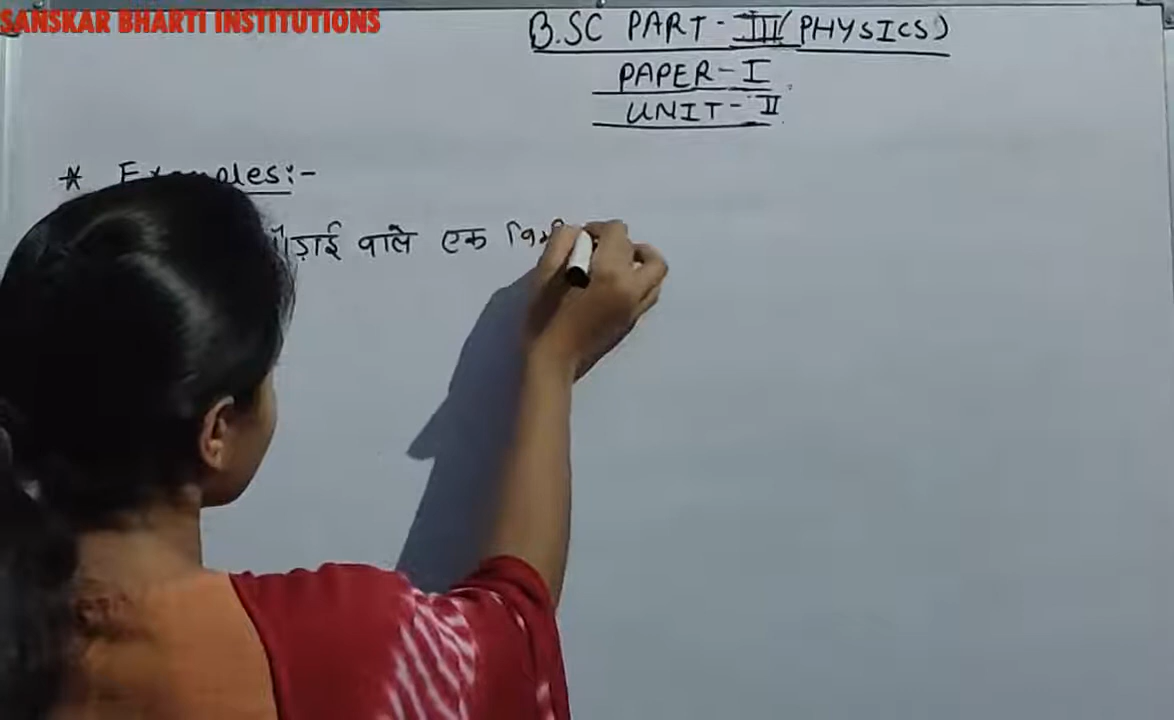 SANSKAR BHARTI INSTITUTIONS
B.SC PART-III (PHYSICS)
PAPER-I
UNIT-II
* Examples:-
वाले एक